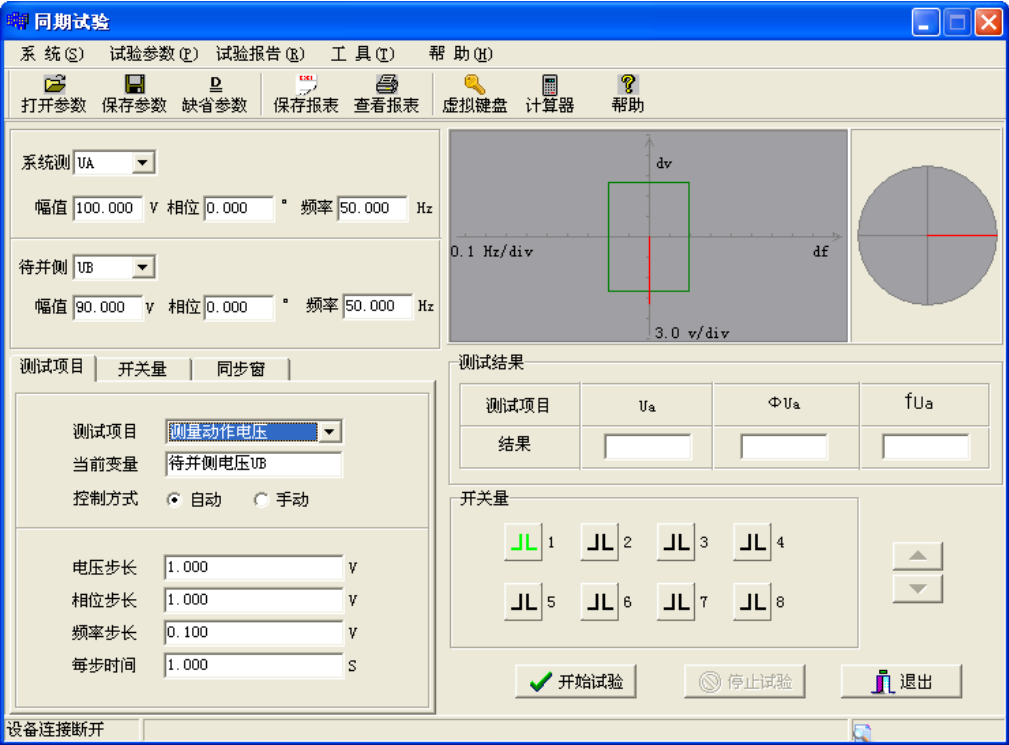 同期试验
系 统(S) 试验参数(P) 试验报告(R) 工 具(T) 帮 助(H)
打开参数 保存参数 缺省参数 保存报表 查看报表 虚拟键盘 计算器 帮助
系统测 UA
幅值 100.000 V 相位 0.000 ° 频率 50.000 Hz
待并侧 UB
幅值 90.000 V 相位 0.000 ° 频率 50.000 Hz
dv
0.1 Hz/div df
3.0 v/div
测试项目 开关量 同步窗
测试项目 测量动作电压
当前变量 待并侧电压UB
控制方式 自动 手动
电压步长 1.000 V
相位步长 1.000 V
频率步长 0.100 V
每步时间 1.000 S
测试结果
测试项目 Ua ΦUa fUa
结果
开关量
1 2 3 4
5 6 7 8
开始试验 停止试验 退出
设备连接断开